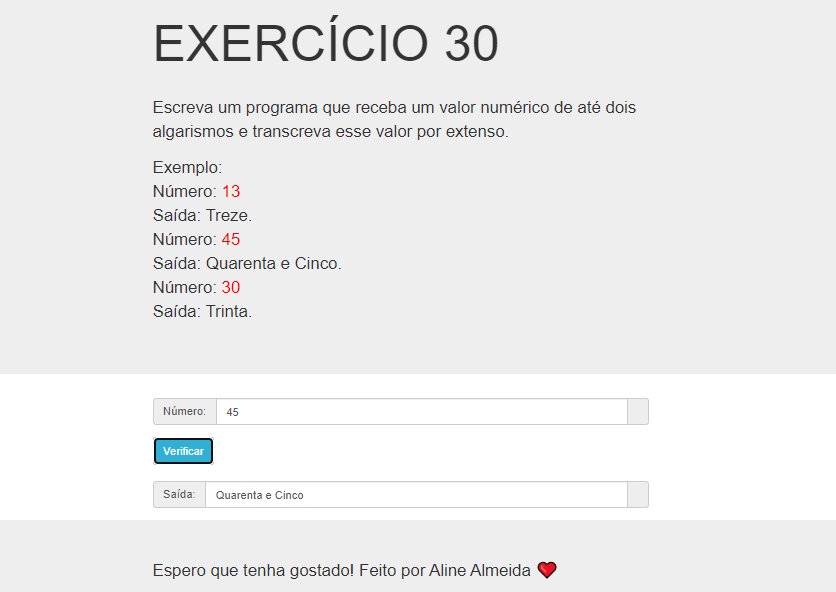 EXERCÍCIO 30
Escreva um programa que receba um valor numérico de até dois
algarismos e transcreva esse valor por extenso.
Exemplo:
Número: 13
Saída: Treze.
Número: 45
Saída: Quarenta e Cinco.
Número: 30
Saída: Trinta.
Número: 45
Verificar
Saída: Quarenta e Cinco
Espero que tenha gostado! Feito por Aline Almeida